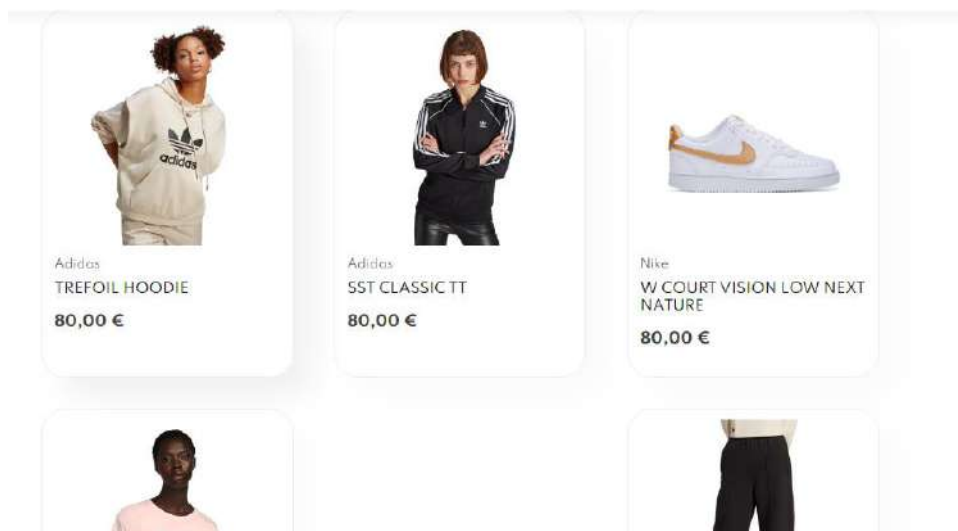 adidas
Adidas
TREFOIL HOODIE
80,00 €
Adidas
SST CLASSIC TT
80,00 €
Nike
W COURT VISION LOW NEXT
NATURE
80,00 €